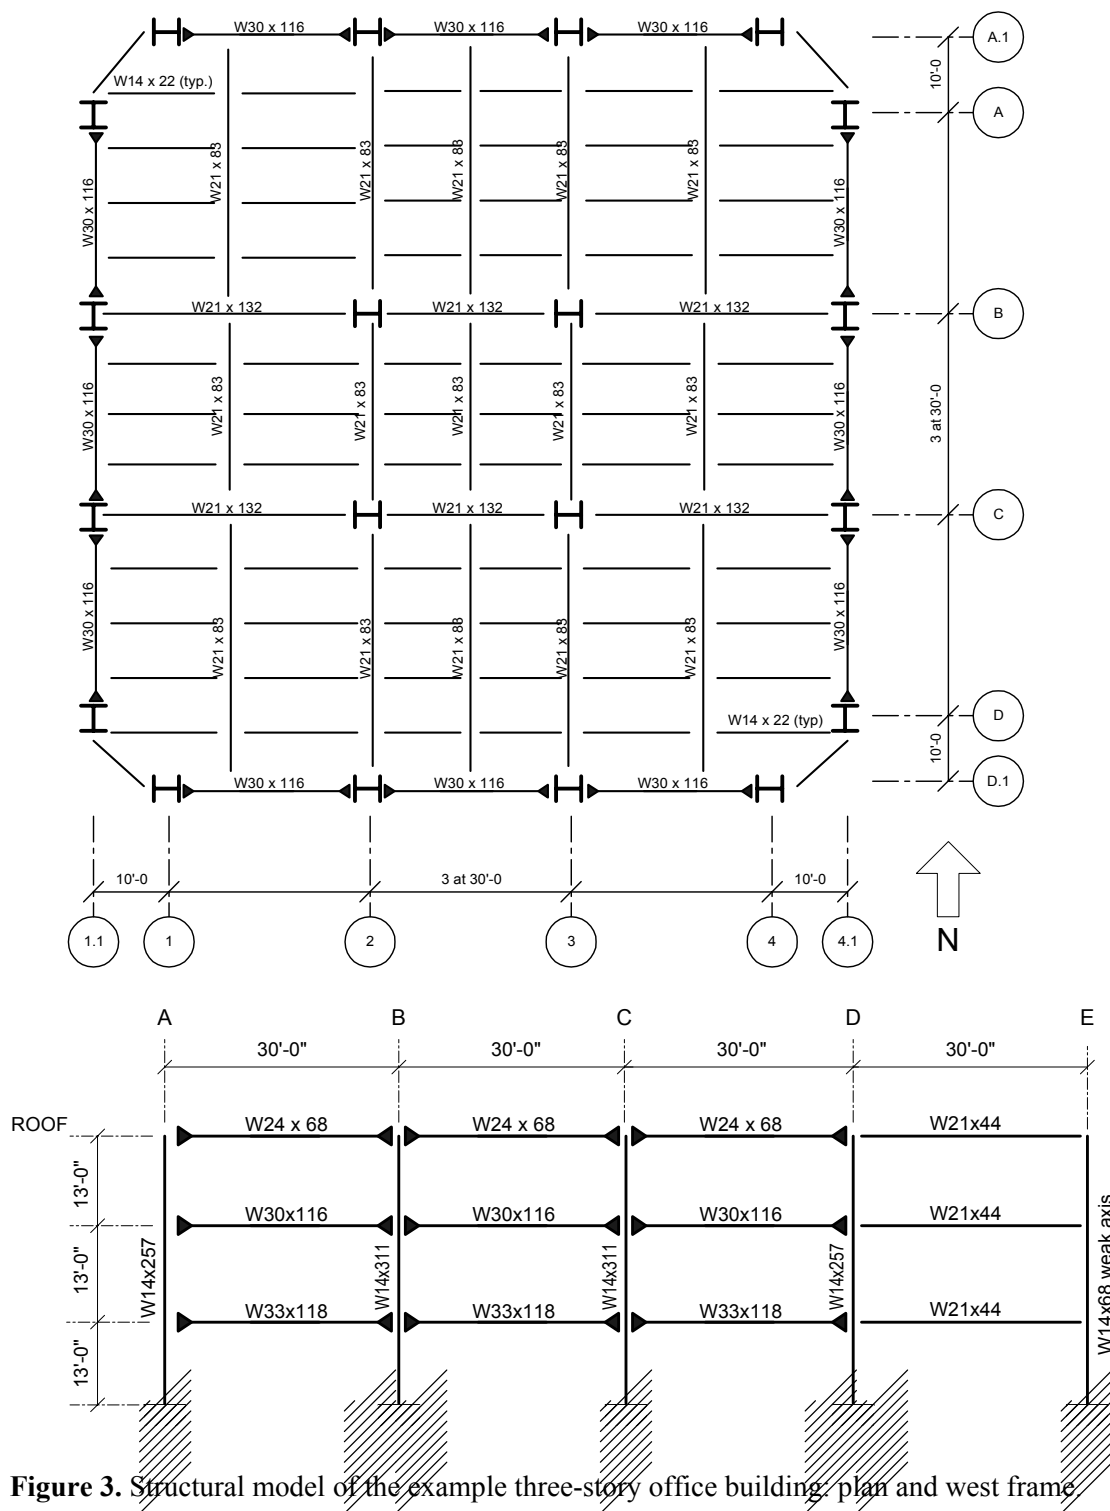 W30 x 116 W30 x 116 W30 x 116
A.1
10'-0
W14 x 22 (typ.)
A
W21 x 83 W21 x 83 W21 x 83 W21 x 83 W21 x 83
W30 x 116 W30 x 116
W21 x 132 W21 x 132 W21 x 132
B
W30 x 116 W21 x 83 W21 x 83 W21 x 83 W21 x 83 W21 x 83 W30 x 116
3 at 30'-0
W21 x 132 W21 x 132 W21 x 132
C
W30 x 116 W21 x 83 W21 x 83 W21 x 83 W21 x 83 W21 x 83 W30 x 116
W14 x 22 (typ)
D
10'-0
W30 x 116 W30 x 116 W30 x 116
D.1
10'-0 3 at 30'-0 10'-0
1.1 1 2 3 4 4.1
N
A B C D E
30'-0" 30'-0" 30'-0" 30'-0"
ROOF
W24 x 68 W24 x 68 W24 x 68 W21x44
13'-0"
W30x116 W30x116 W30x116 W21x44
13'-0"
W14x257 W14x311 W14x311 W14x257 W14x68 weak axis
W33x118 W33x118 W33x118 W21x44
13'-0"
Figure 3. Structural model of the example three-story office building: plan and west frame.